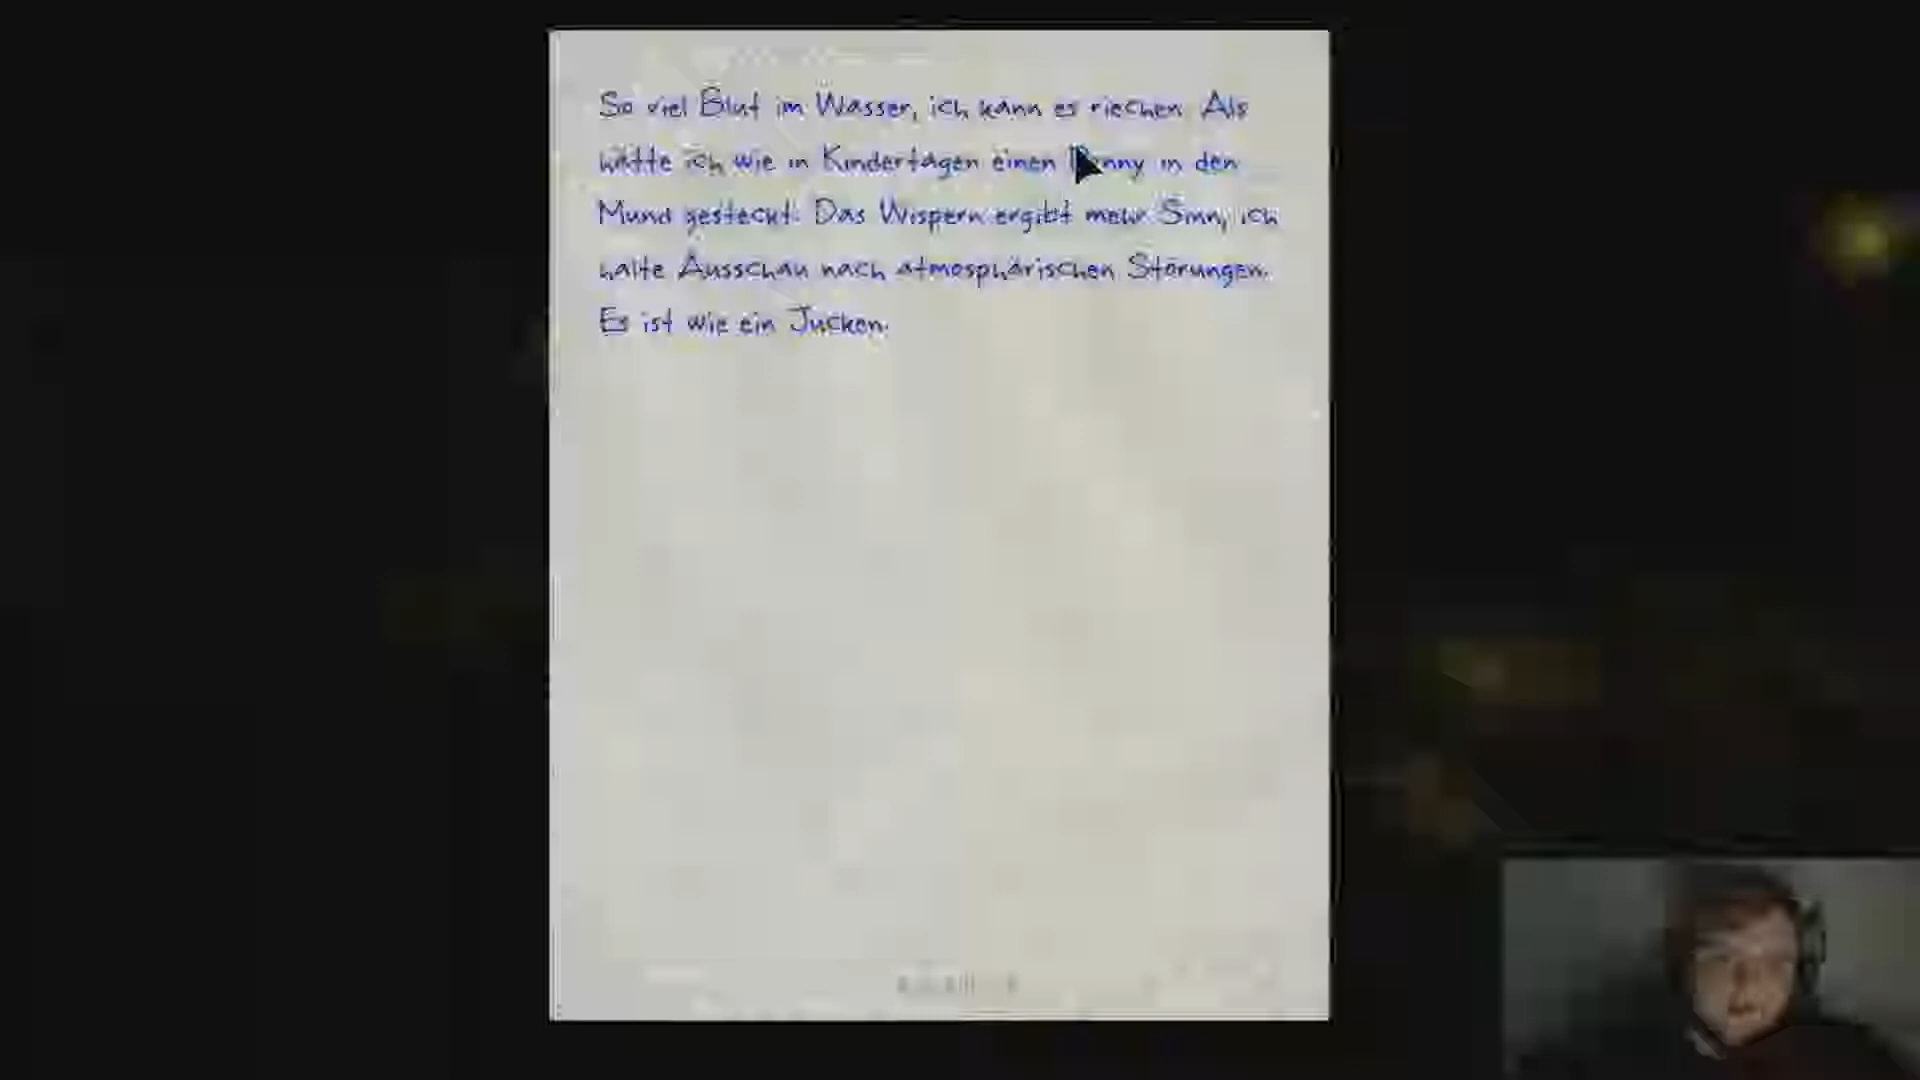 So viel Blut im Wasser, ich kann es riechen. Als
hätte ich wie in Kindertagen einen Penny in den
Mund gesteckt. Das Wispern ergibt mehr Sinn, ich
halte Ausschau nach atmosphärischen Störungen.
Es ist wie ein Jucken.